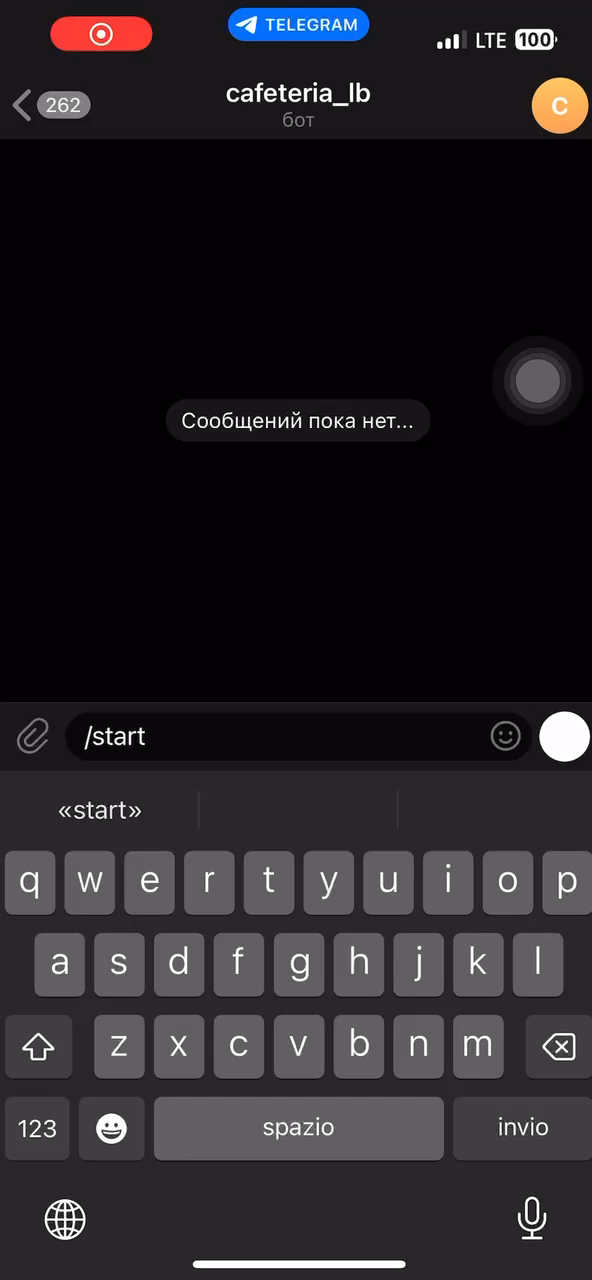 TELEGRAM
LTE 100
262
cafeteria_lb
бот
C
Сообщений пока нет...
/start
«start»
q w e r t y u i o p
a s d f g h j k l
z x c v b n m
123
spazio
invio